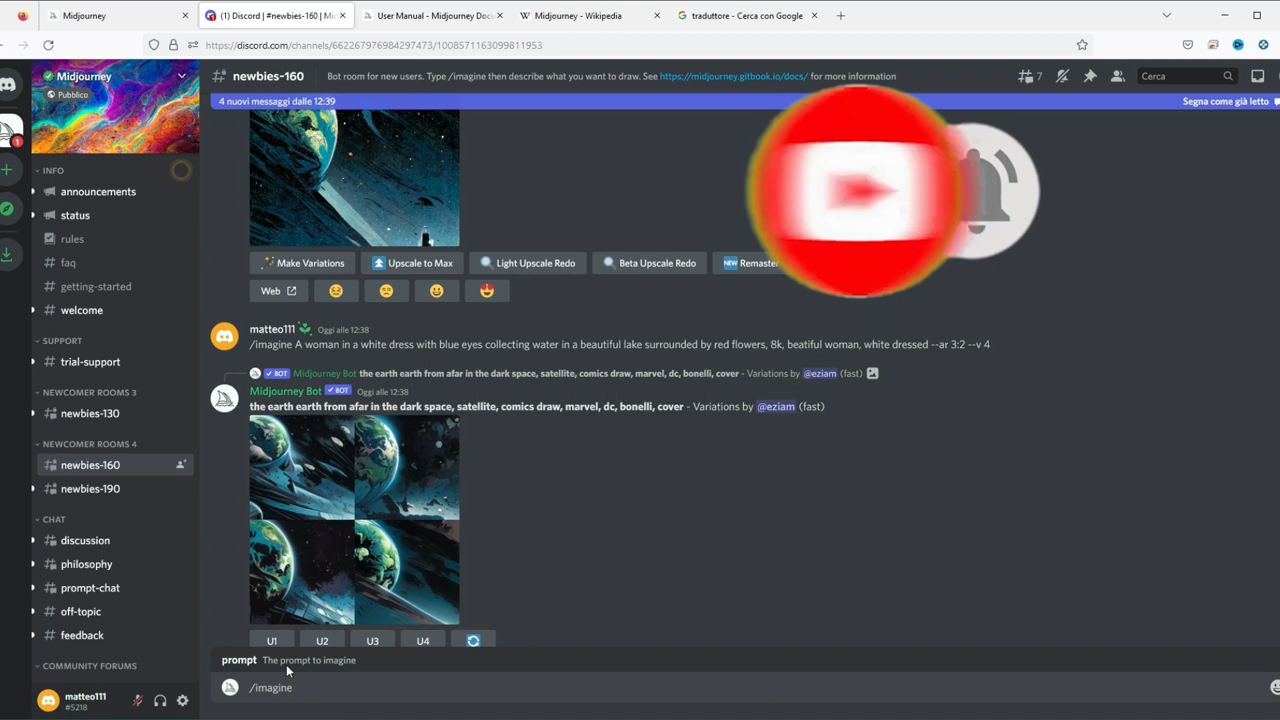 Midjourney
(1) Discord | #newbies-160 | Mi
User Manual - Midjourney Doc
Midjourney - Wikipedia
traduttore - Cerca con Google
https://discord.com/channels/662267976984297473/1008571163099811953
Midjourney
Pubblico
newbies-160
Bot room for new users. Type /imagine then describe what you want to draw. See https://midjourney.gitbook.io/docs/ for more information
7
Cerca
4 nuovi messaggi dalle 12:39
Segna come già letto
1
INFO
announcements
status
rules
faq
getting-started
welcome
SUPPORT
trial-support
NEWCOMER ROOMS 3
newbies-130
NEWCOMER ROOMS 4
newbies-160
newbies-190
CHAT
discussion
philosophy
prompt-chat
off-topic
feedback
COMMUNITY FORUMS
matteo111
#5218
Make Variations
Upscale to Max
Light Upscale Redo
Beta Upscale Redo
NEW Remaster
Web
matteo111 Oggi alle 12:38
/imagine A woman in a white dress with blue eyes collecting water in a beautiful lake surrounded by red flowers, 8k, beatiful woman, white dressed --ar 3:2 --v 4
✓ BOT Midjourney Bot the earth earth from afar in the dark space, satellite, comics draw, marvel, dc, bonelli, cover - Variations by @eziam (fast)
Midjourney Bot ✓ BOT Oggi alle 12:38
the earth earth from afar in the dark space, satellite, comics draw, marvel, dc, bonelli, cover - Variations by @eziam (fast)
U1
U2
U3
U4
prompt The prompt to imagine
/imagine